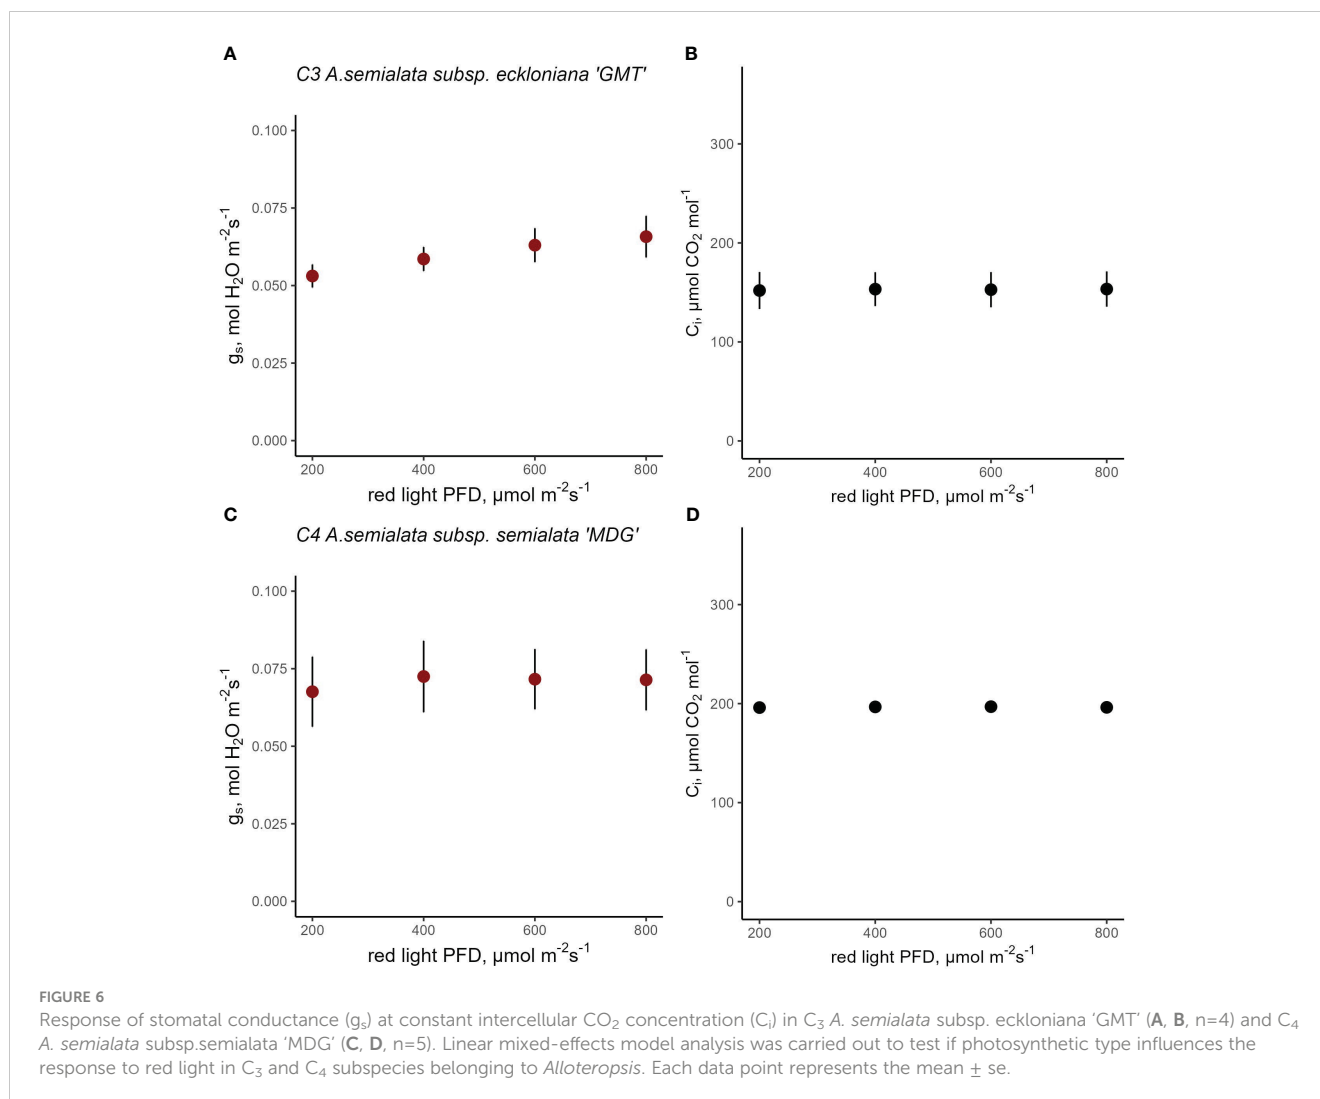 A
C3 A.semialata subsp. eckloniana 'GMT'
0.100
0.075
0.050
0.025
0.000
gs, mol H2O m-2s-1
200 400 600 800
red light PFD, µmol m-2s-1
B
300
200
100
0
Ci, µmol CO2 mol-1
200 400 600 800
red light PFD, µmol m-2s-1
C
C4 A.semialata subsp. semialata 'MDG'
0.100
0.075
0.050
0.025
0.000
gs, mol H2O m-2s-1
200 400 600 800
red light PFD, µmol m-2s-1
D
300
200
100
0
Ci, µmol CO2 mol-1
200 400 600 800
red light PFD, µmol m-2s-1
FIGURE 6
Response of stomatal conductance (gs) at constant intercellular CO2 concentration (Ci) in C3 A. semialata subsp. eckloniana ‘GMT’ (A, B, n=4) and C4
A. semialata subsp.semialata ‘MDG’ (C, D, n=5). Linear mixed-effects model analysis was carried out to test if photosynthetic type influences the
response to red light in C3 and C4 subspecies belonging to Alloteropsis. Each data point represents the mean ± se.